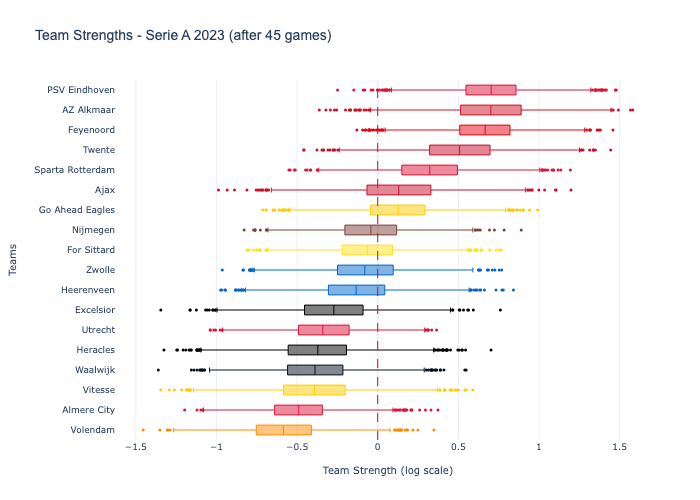 Team Strengths - Serie A 2023 (after 45 games)
PSV Eindhoven
AZ Alkmaar
Feyenoord
Twente
Sparta Rotterdam
Ajax
Go Ahead Eagles
Nijmegen
For Sittard
Zwolle
Heerenveen
Excelsior
Utrecht
Heracles
Waalwijk
Vitesse
Almere City
Volendam
Teams
−1.5 −1 −0.5 0 0.5 1 1.5
Team Strength (log scale)